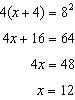 4(x + 4) = 8²
4x + 16 = 64
4x = 48
x = 12